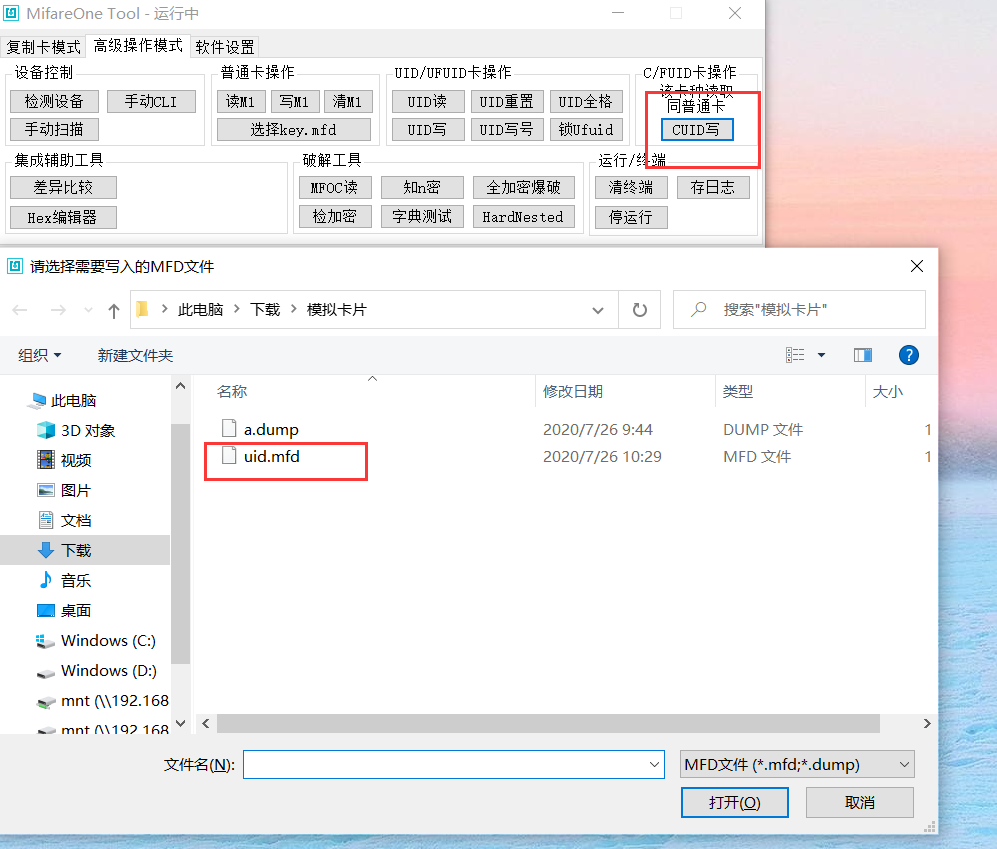 MifareOne Tool - 运行中
复制卡模式 高级操作模式 软件设置
设备控制 普通卡操作 UID/UFUID卡操作 C/FUID卡操作
该卡种读取
同普通卡
检测设备 手动CLI 读M1 写M1 清M1 UID读 UID重置 UID全格
手动扫描 选择key.mfd UID写 UID写号 锁Ufuid CUID写
集成辅助工具 破解工具 运行/终端
差异比较 MFOC读 知n密 全加密爆破 清终端 存日志
Hex编辑器 检加密 字典测试 HardNested 停运行
请选择需要写入的MFD文件
此电脑 下载 模拟卡片 搜索"模拟卡片"
组织 新建文件夹
名称 修改日期 类型 大小
此电脑
3D 对象
视频
图片
文档
下载
音乐
桌面
Windows (C:)
Windows (D:)
mnt (\\192.168
mnt (\\192.168
a.dump 2020/7/26 9:44 DUMP 文件 1
uid.mfd 2020/7/26 10:29 MFD 文件 1
文件名(N): MFD文件 (*.mfd;*.dump)
打开(O) 取消